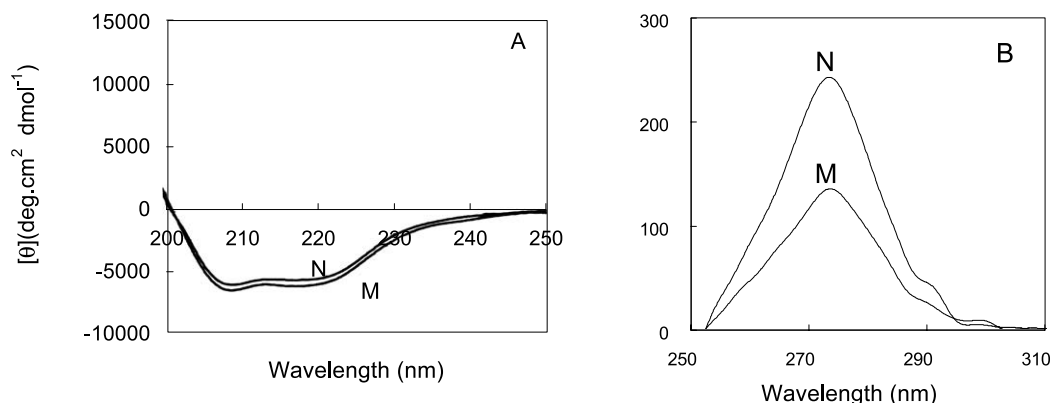 A
15000
10000
5000
0
-5000
-10000
200 210 220 230 240 250
N
M
[θ](deg.cm² dmol⁻¹)
Wavelength (nm)
B
300
200
100
0
250 270 290 310
N
M
Wavelength (nm)